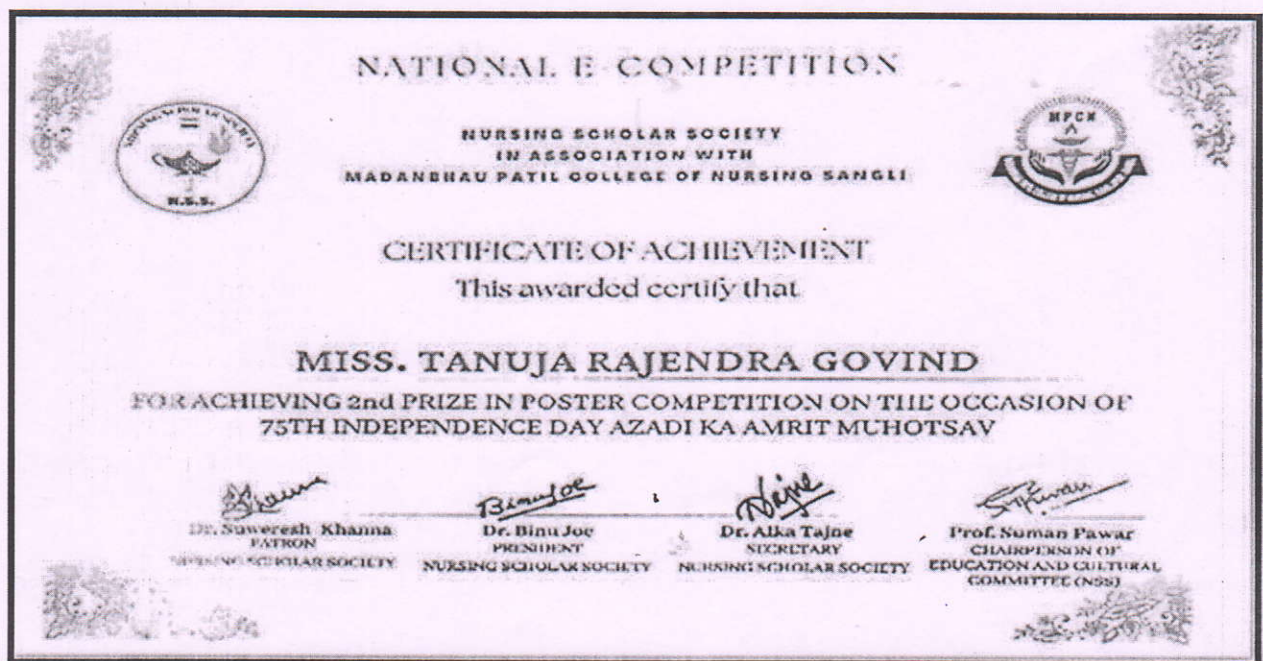 NATIONAL E-COMPETITION
NURSING SCHOLAR SOCIETY
IN ASSOCIATION WITH
MADANBHAU PATIL COLLEGE OF NURSING SANGLI
N.S.S.
MPCN
CERTIFICATE OF ACHIEVEMENT
This awarded certify that
MISS. TANUJA RAJENDRA GOVIND
FOR ACHIEVING 2nd PRIZE IN POSTER COMPETITION ON THE OCCASION OF
75TH INDEPENDENCE DAY AZADI KA AMRIT MUHOTSAV
Binu Joe
Dr. Suweresh Khanna
PATRON
NURSING SCHOLAR SOCIETY
Dr. Binu Joe
PRESIDENT
NURSING SCHOLAR SOCIETY
Dr. Alka Tajne
SECRETARY
NURSING SCHOLAR SOCIETY
Prof. Suman Pawar
CHAIRPERSON OF
EDUCATION AND CULTURAL
COMMITTEE (NSS)